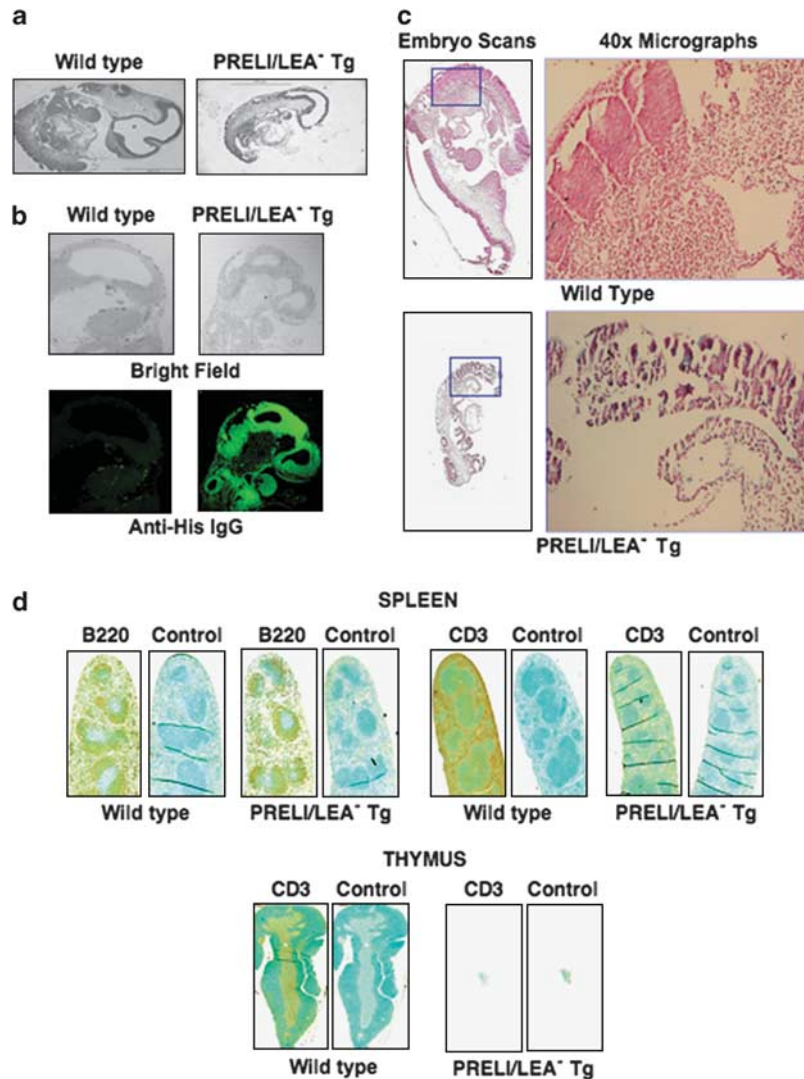 a
Wild type PRELI/LEA⁻ Tg
b
Wild type PRELI/LEA⁻ Tg
Bright Field
Anti-His IgG
c
Embryo Scans 40x Micrographs
Wild Type
PRELI/LEA⁻ Tg
d
SPLEEN
B220 Control B220 Control CD3 Control CD3 Control
Wild type PRELI/LEA⁻ Tg Wild type PRELI/LEA⁻ Tg
THYMUS
CD3 Control CD3 Control
Wild type PRELI/LEA⁻ Tg